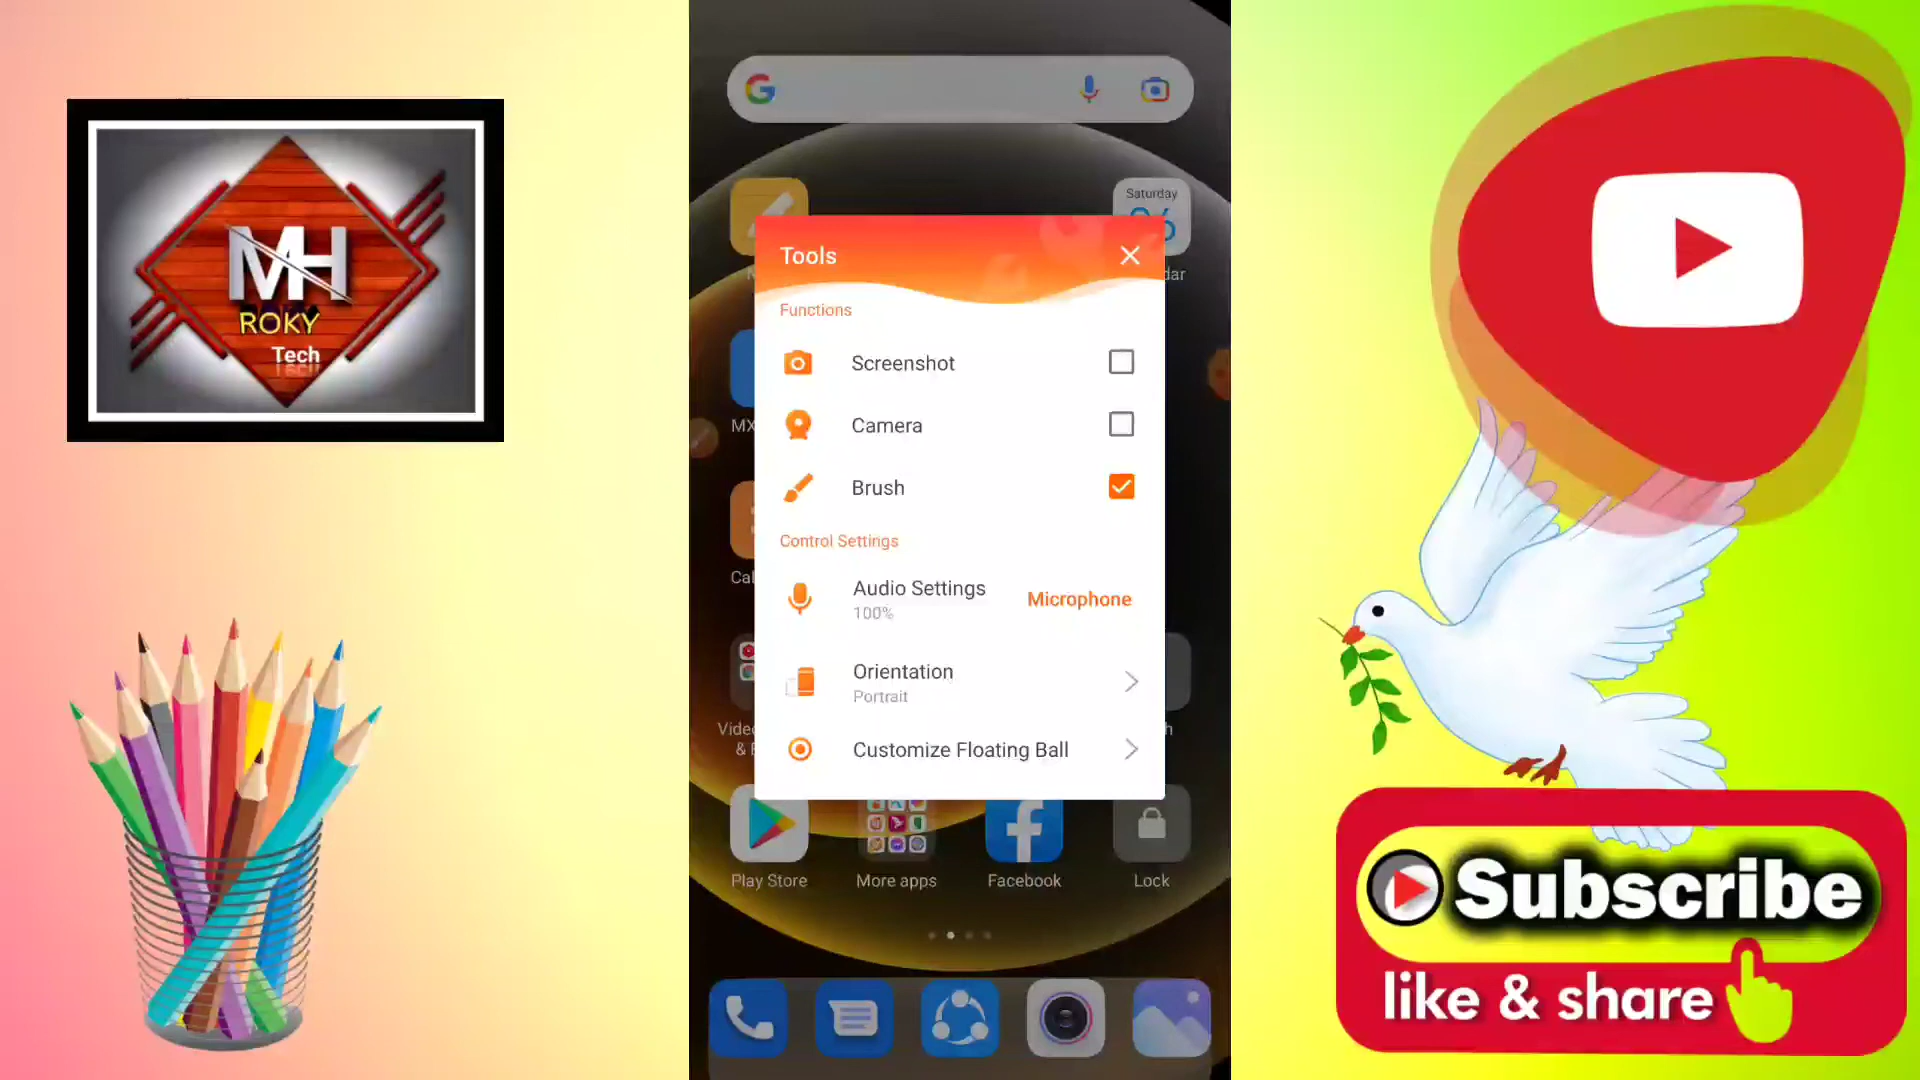 MH
ROKY
Tech
Saturday
Tools
Functions
Screenshot
Camera
Brush
Control Settings
Audio Settings
100%
Microphone
Orientation
Portrait
Customize Floating Ball
MX
Cal
Video
&
dar
h
Play Store
More apps
Facebook
Lock
Subscribe
like & share